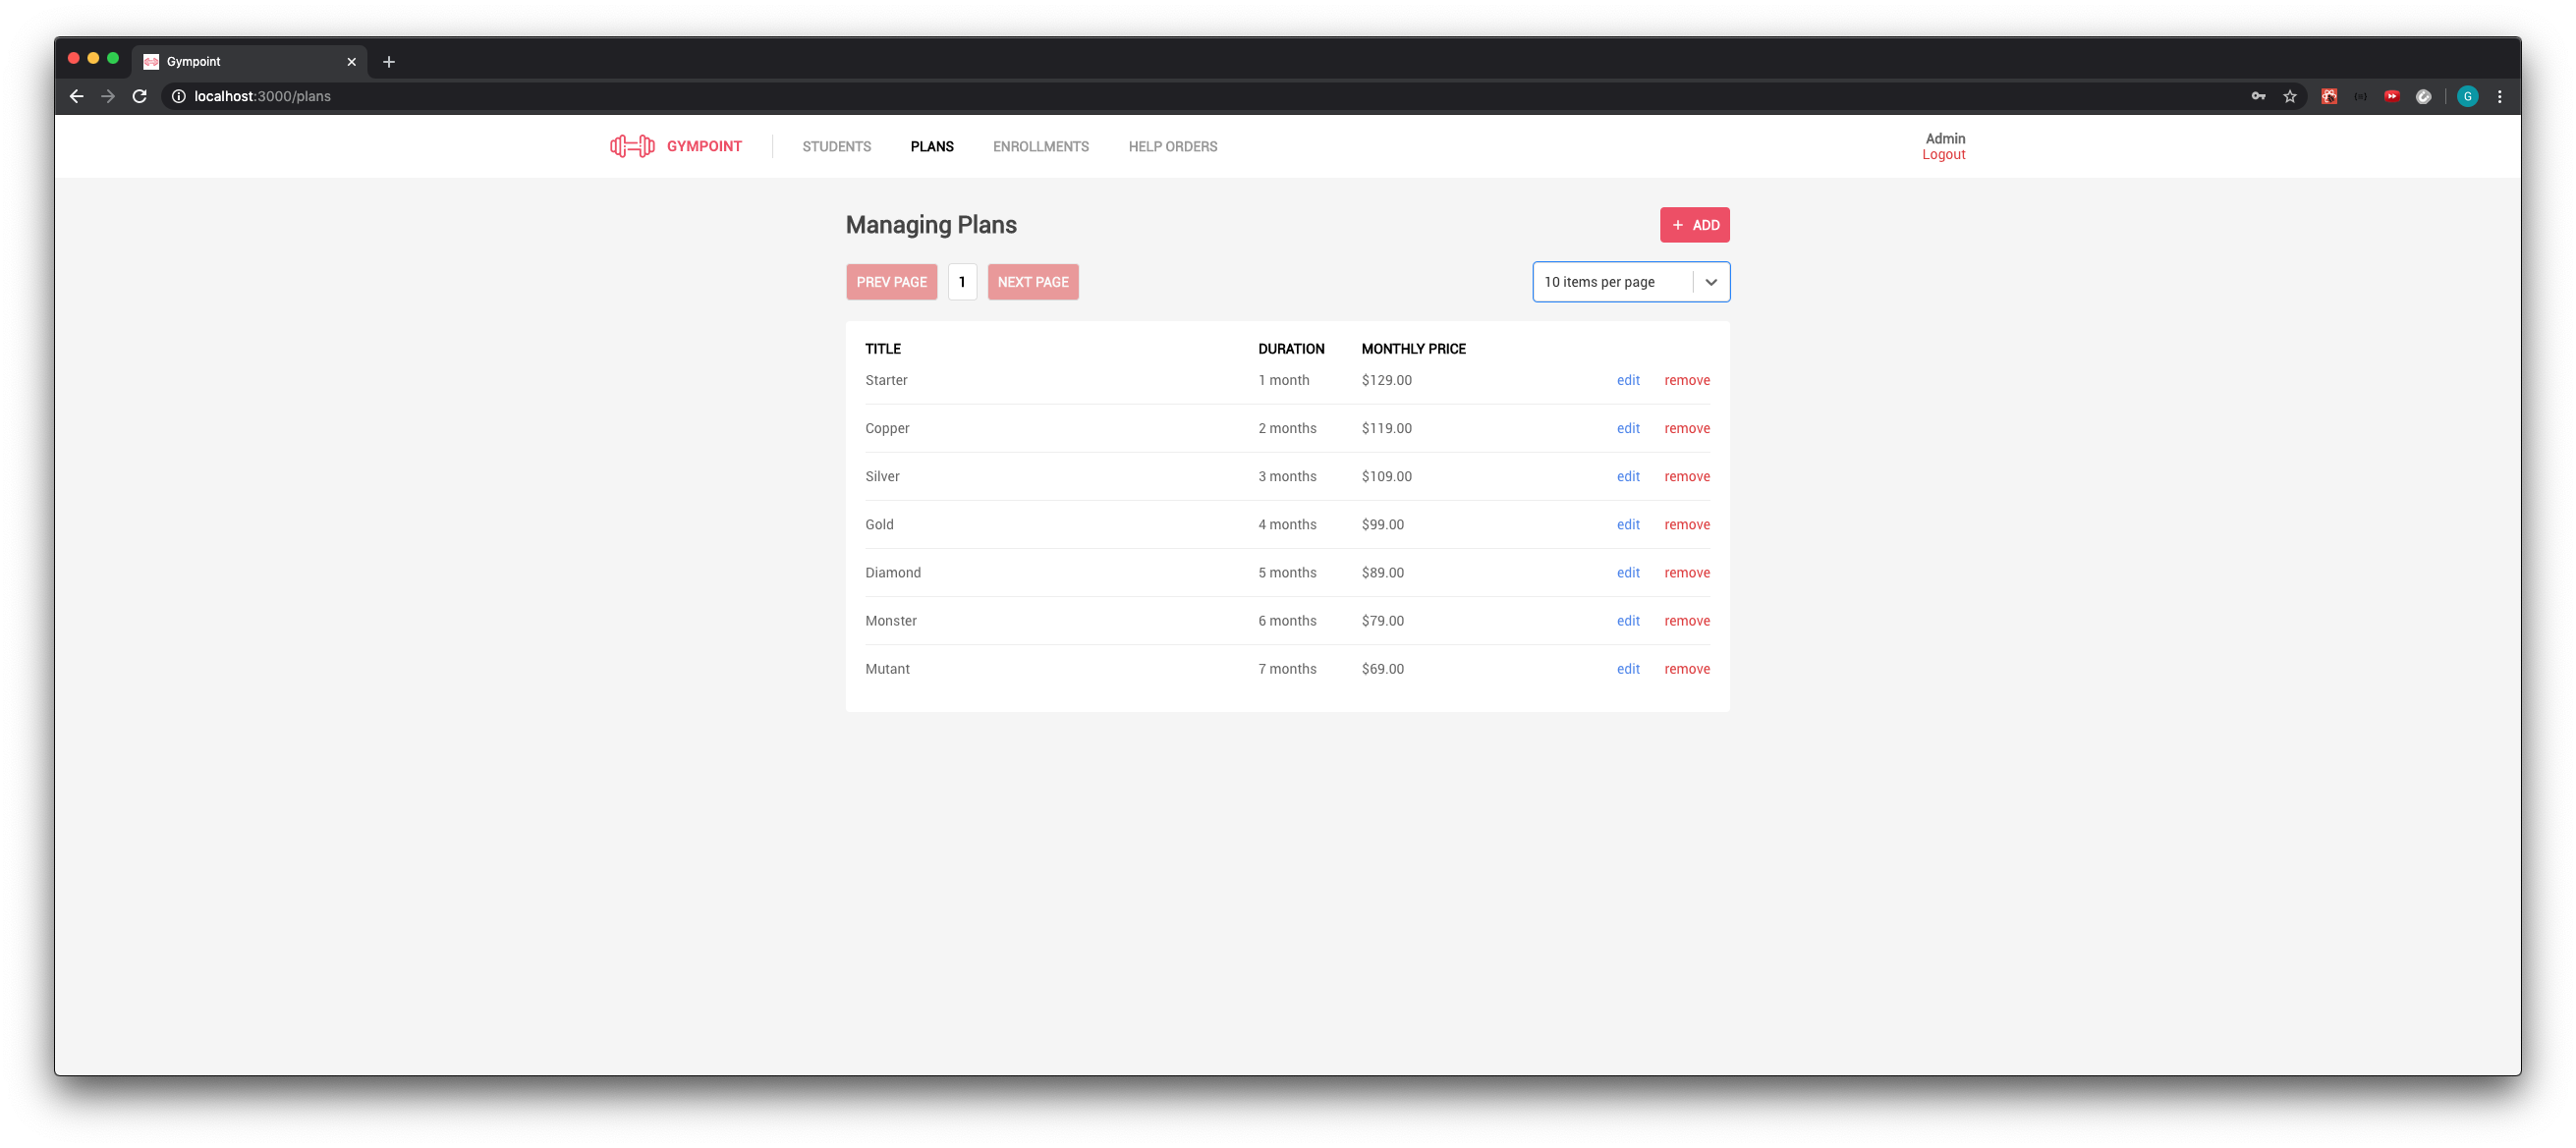 Gympoint
localhost:3000/plans
G
GYMPOINT STUDENTS PLANS ENROLLMENTS HELP ORDERS Admin
Logout
Managing Plans + ADD
PREV PAGE 1 NEXT PAGE 10 items per page
TITLE DURATION MONTHLY PRICE
Starter 1 month $129.00 edit remove
Copper 2 months $119.00 edit remove
Silver 3 months $109.00 edit remove
Gold 4 months $99.00 edit remove
Diamond 5 months $89.00 edit remove
Monster 6 months $79.00 edit remove
Mutant 7 months $69.00 edit remove